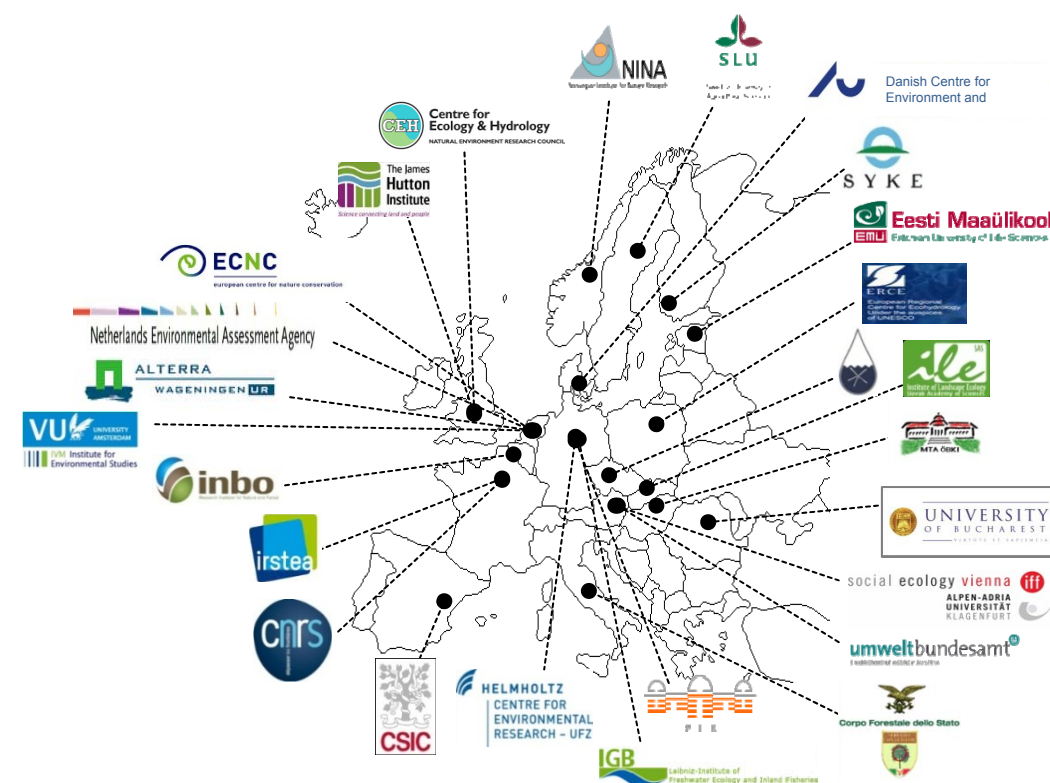 NINA
SLU
Danish Centre for
Environment and
CEH
Centre for
Ecology & Hydrology
NATURAL ENVIRONMENT RESEARCH COUNCIL
SYKE
The James
Hutton
Institute
Science connecting land and people
Eesti Maaülikool
EMU
Estonian University of Life Sciences
ECNC
european centre for nature conservation
ERCE
European Regional
Centre for Ecohydrology
Under the auspices
of UNESCO
Netherlands Environmental Assessment Agency
ile
SAS
Institute of Landscape Ecology
Slovak Academy of Sciences
ALTERRA
WAGENINGEN UR
VU
UNIVERSITY
AMSTERDAM
IVM Institute for
Environmental Studies
MTA ÖBKI
inbo
UNIVERSITY
OF BUCHAREST
VIRTUTE ET SAPIENTIA
irstea
social ecology vienna iff
ALPEN-ADRIA
UNIVERSITÄT
KLAGENFURT
cnrs
umweltbundesamt
HELMHOLTZ
CENTRE FOR
ENVIRONMENTAL
RESEARCH – UFZ
CSIC
Corpo Forestale dello Stato
IGB
Leibniz-Institute of
Freshwater Ecology and Inland Fisheries